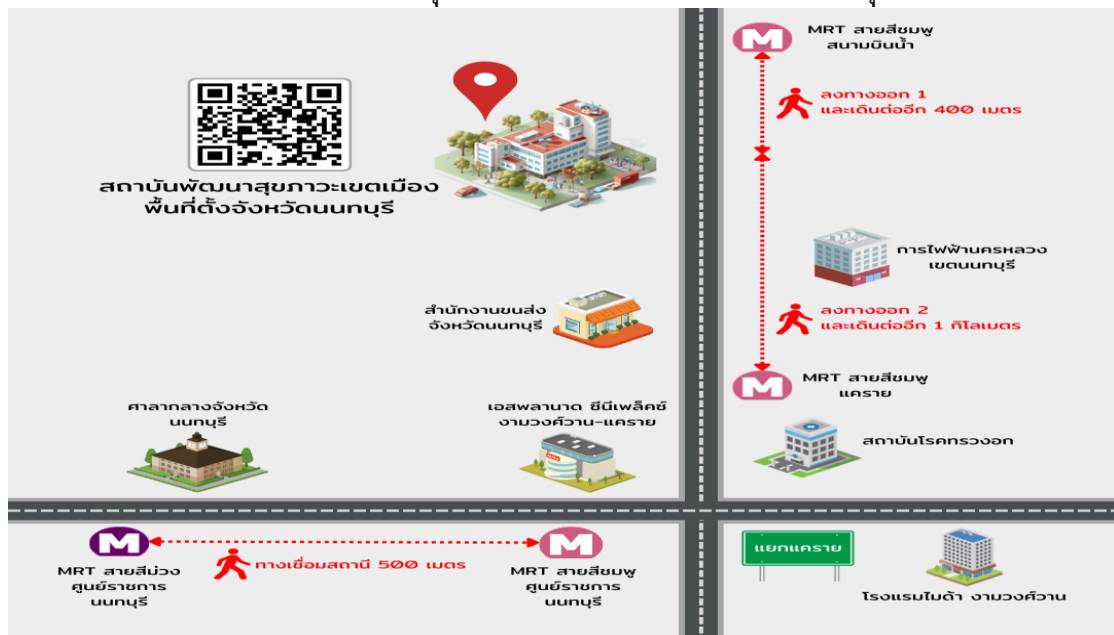 MRT สายสีชมพู
สนามบินน้ำ
ลงทางออก 1
และเดินต่ออีก 400 เมตร
สถาบันพัฒนาสุขภาวะเขตเมือง
พื้นที่ตั้งจังหวัดนนทบุรี
การไฟฟ้านครหลวง
เขตนนทบุรี
สำนักงานขนส่ง
จังหวัดนนทบุรี
ลงทางออก 2
และเดินต่ออีก 1 กิโลเมตร
MRT สายสีชมพู
แคราย
ศาลากลางจังหวัด
นนทบุรี
เอสพลานาด ซีนีเพล็คซ์
งามวงศ์วาน-แคราย
สถาบันโรคทรวงอก
M
MRT สายสีม่วง
ศูนย์ราชการ
นนทบุรี
ทางเชื่อมสถานี 500 เมตร
M
MRT สายสีชมพู
ศูนย์ราชการ
นนทบุรี
แยกแคราย
โรงแรมไมด้า งามวงศ์วาน